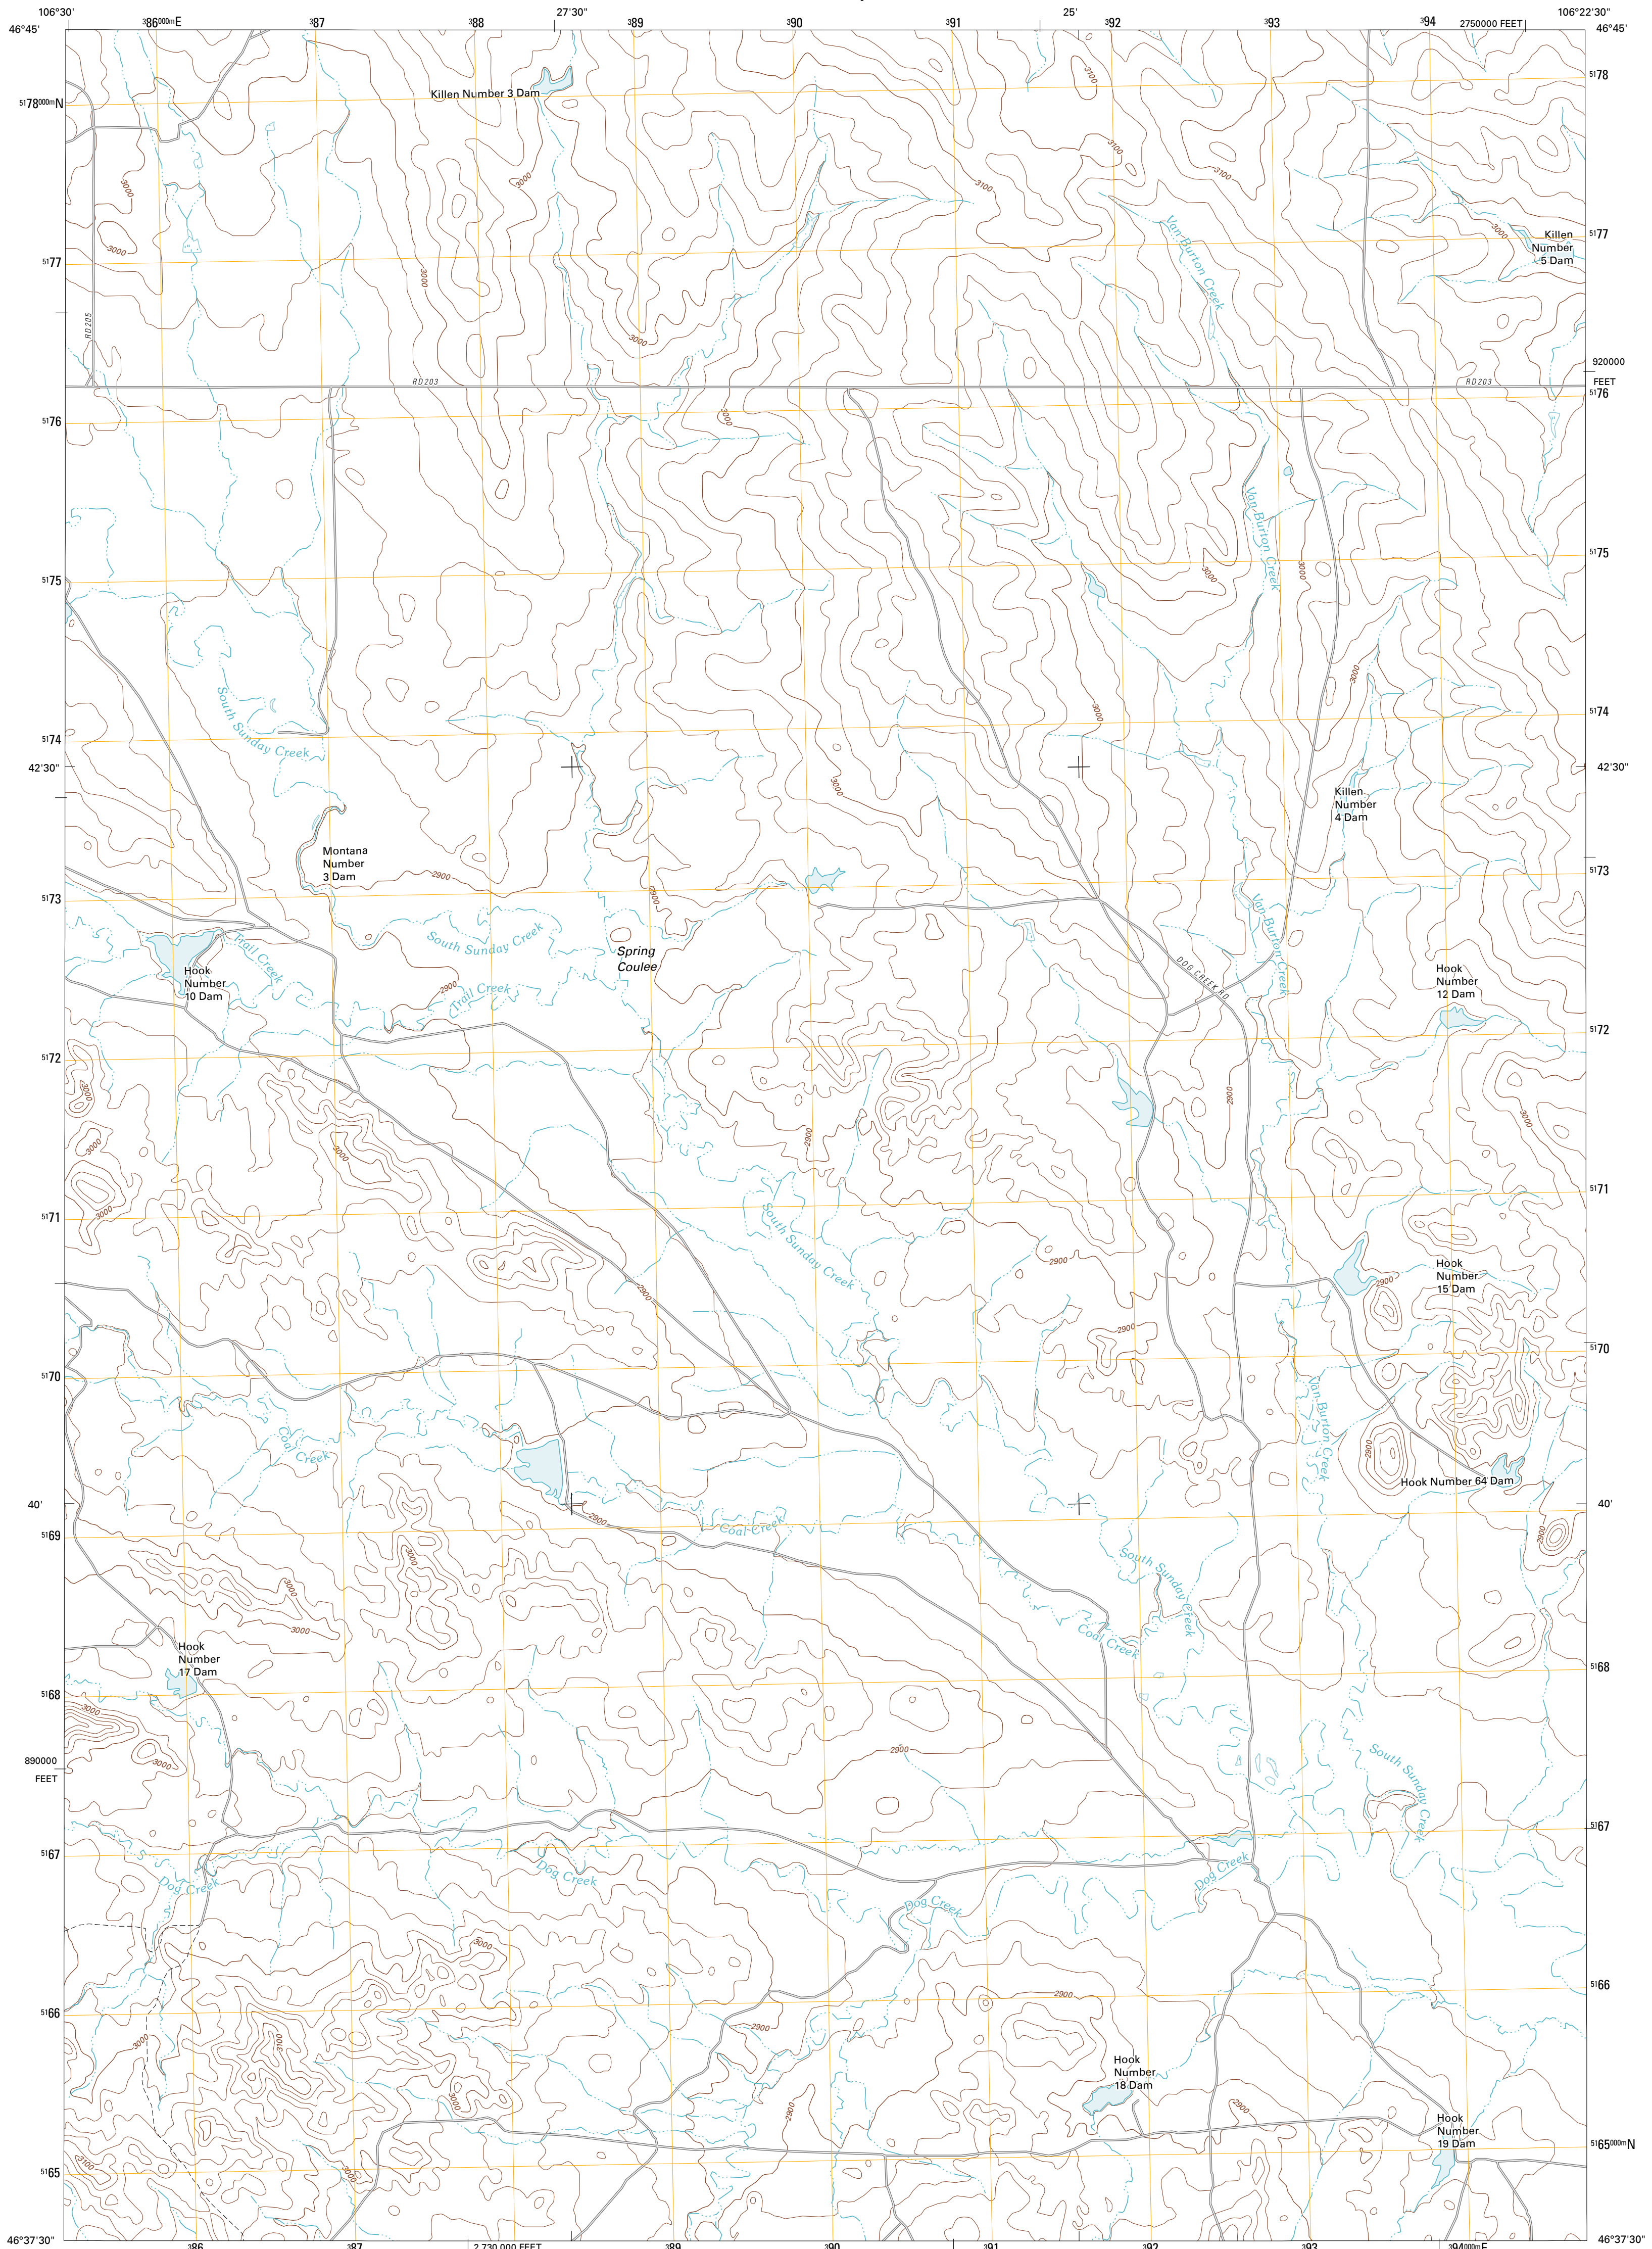 106°30'
³86⁰⁰⁰ᵐE
³87
³88
27'30"
³89
³90
³91
25'
³92
³93
³94
2750000 FEET
106°22'30"
46°45'
46°45'
3100
⁵¹78
Killen Number 3 Dam
⁵¹78⁰⁰⁰ᵐN
3100
3100
3000
3000
3100
Killen
Number
5 Dam
3000
⁵¹77
Van Burton Creek
3000
⁵¹77
3000
RD 205
3000
920000
FEET
RD 203
RD 203
⁵¹76
⁵¹76
3000
Van Burton Creek
⁵¹75
⁵¹75
3000
3000
3000
South Sunday Creek
3000
⁵¹74
⁵¹74
42'30"
42'30"
3000
Killen
Number
4 Dam
Montana
Number
3 Dam
2900
⁵¹73
2900
⁵¹73
Van Burton Creek
South Sunday Creek
Trail Creek
Spring
Coulee
DOG CREEK RD
Hook
Number
10 Dam
Hook
Number
12 Dam
2900
Trail Creek
⁵¹72
⁵¹72
3000
2900
3000
3000
3000
2900
⁵¹71
3000
⁵¹71
South Sunday Creek
2900
Hook
Number
15 Dam
2900
2900
2900
⁵¹70
⁵¹70
Van Burton Creek
Coal Creek
2900
Hook Number 64 Dam
40'
40'
2900
Coal Creek
⁵¹69
2900
3000
South Sunday Creek
3000
3000
Coal Creek
Hook
Number
17 Dam
⁵¹68
⁵¹68
3000
2900
3000
South Sunday Creek
890000
FEET
⁵¹67
⁵¹67
Dog Creek
Dog Creek
Dog Creek
Dog Creek
3000
⁵¹66
2900
⁵¹66
2900
3000
3100
Hook
Number
18 Dam
3000
2900
2900
Hook
Number
19 Dam
⁵¹65⁰⁰⁰ᵐN
3100
3000
⁵¹65
46°37'30"
46°37'30"
³86
³87
2 730 000 FEET
³89
³90
³91
³92
³93
³94⁰⁰⁰ᵐE